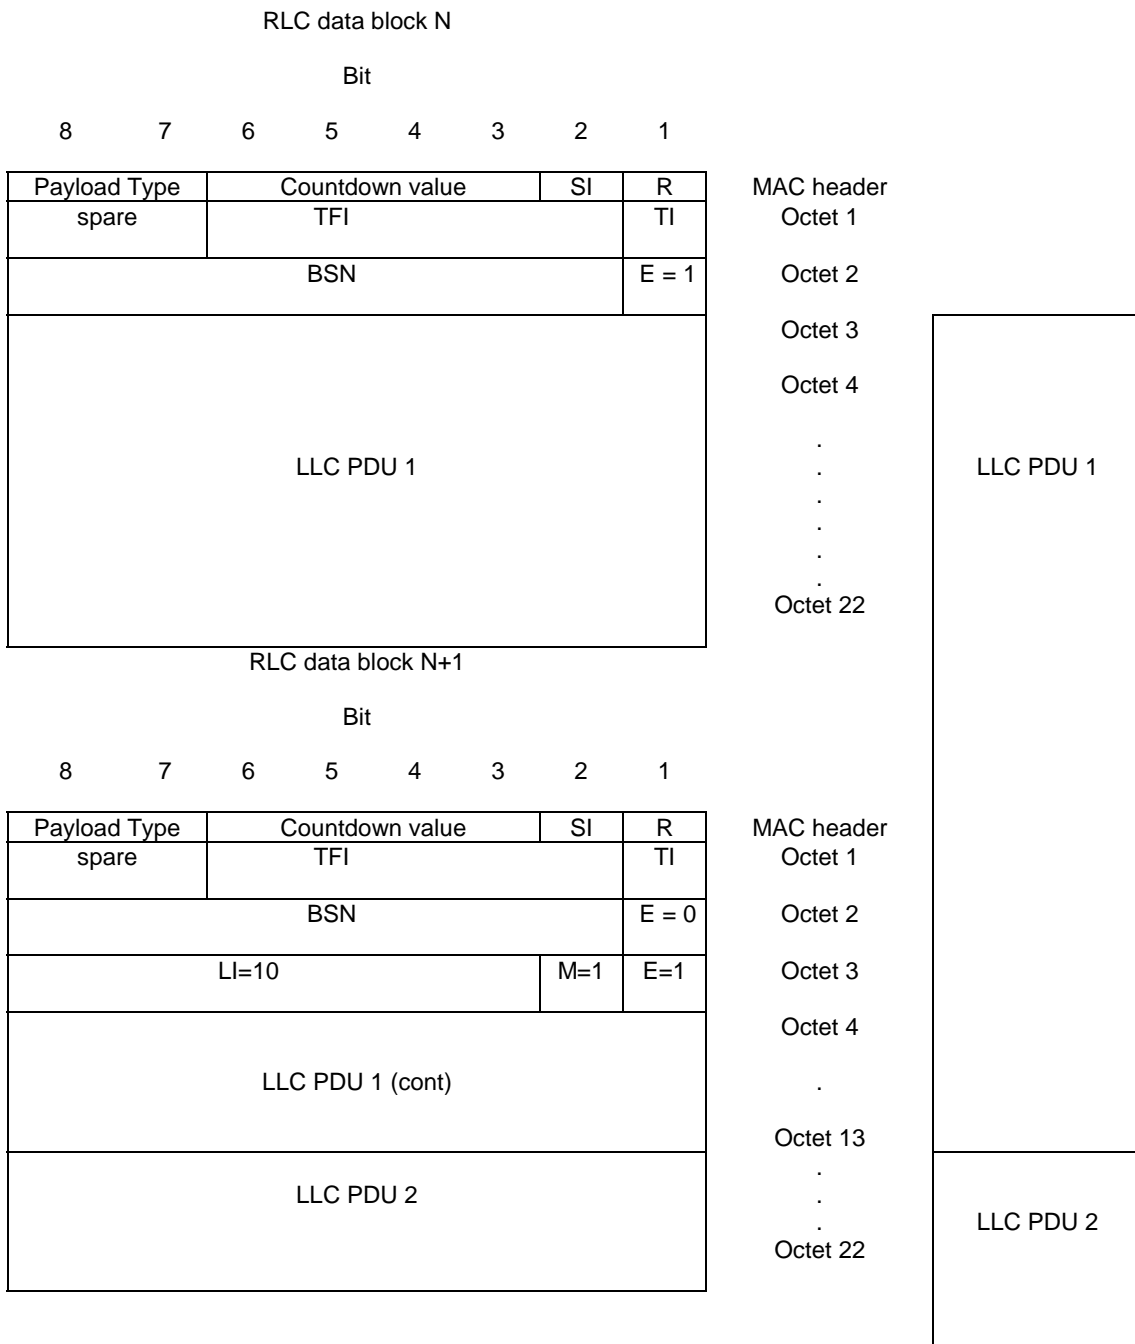 RLC data block N
Bit
8 7 6 5 4 3 2 1
Payload Type Countdown value SI R MAC header
spare TFI TI Octet 1
BSN E = 1 Octet 2
Octet 3
Octet 4
.
LLC PDU 1 . LLC PDU 1
.
.
.
.
Octet 22
RLC data block N+1
Bit
8 7 6 5 4 3 2 1
Payload Type Countdown value SI R MAC header
spare TFI TI Octet 1
BSN E = 0 Octet 2
LI=10 M=1 E=1 Octet 3
Octet 4
LLC PDU 1 (cont) .
Octet 13
.
LLC PDU 2 .
. LLC PDU 2
Octet 22